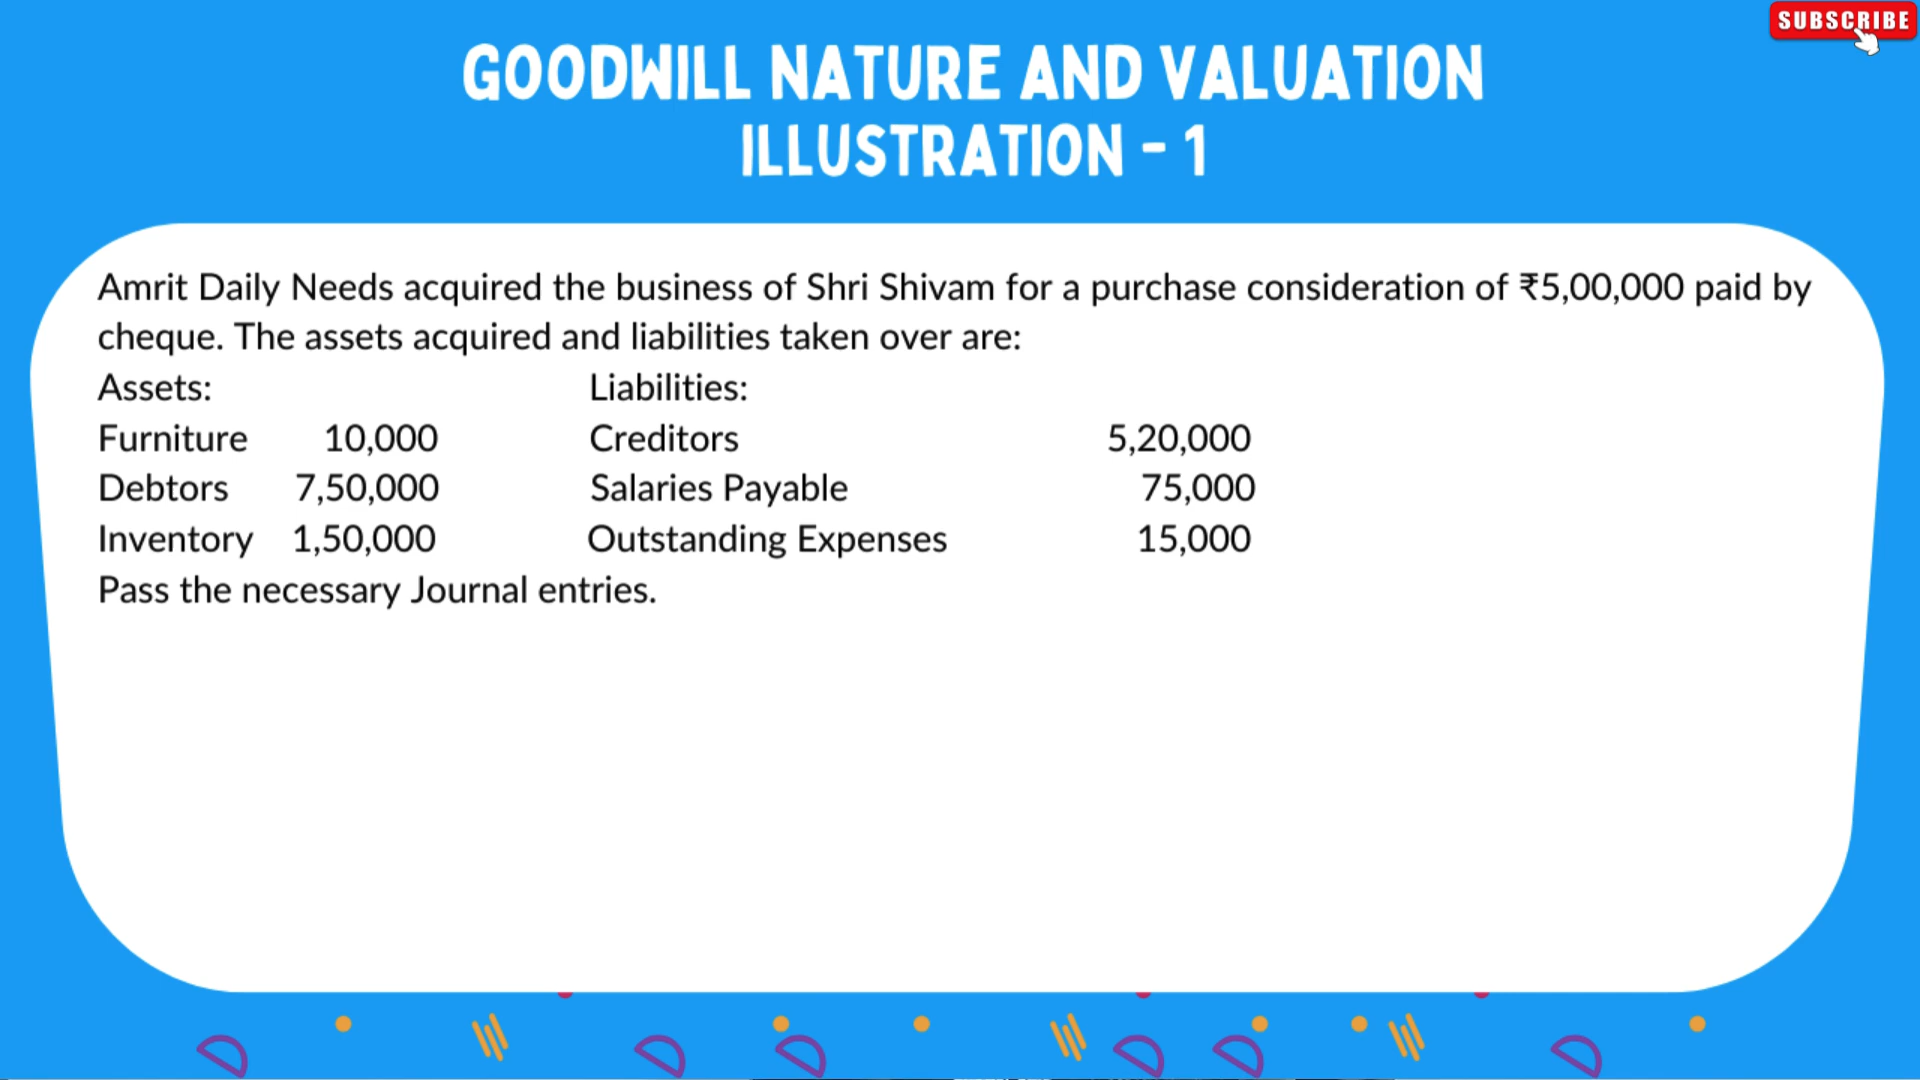 SUBSCRIBE
GOODWILL NATURE AND VALUATION
ILLUSTRATION - 1
Amrit Daily Needs acquired the business of Shri Shivam for a purchase consideration of ₹5,00,000 paid by
cheque. The assets acquired and liabilities taken over are:
Assets: Liabilities:
Furniture 10,000 Creditors 5,20,000
Debtors 7,50,000 Salaries Payable 75,000
Inventory 1,50,000 Outstanding Expenses 15,000
Pass the necessary Journal entries.